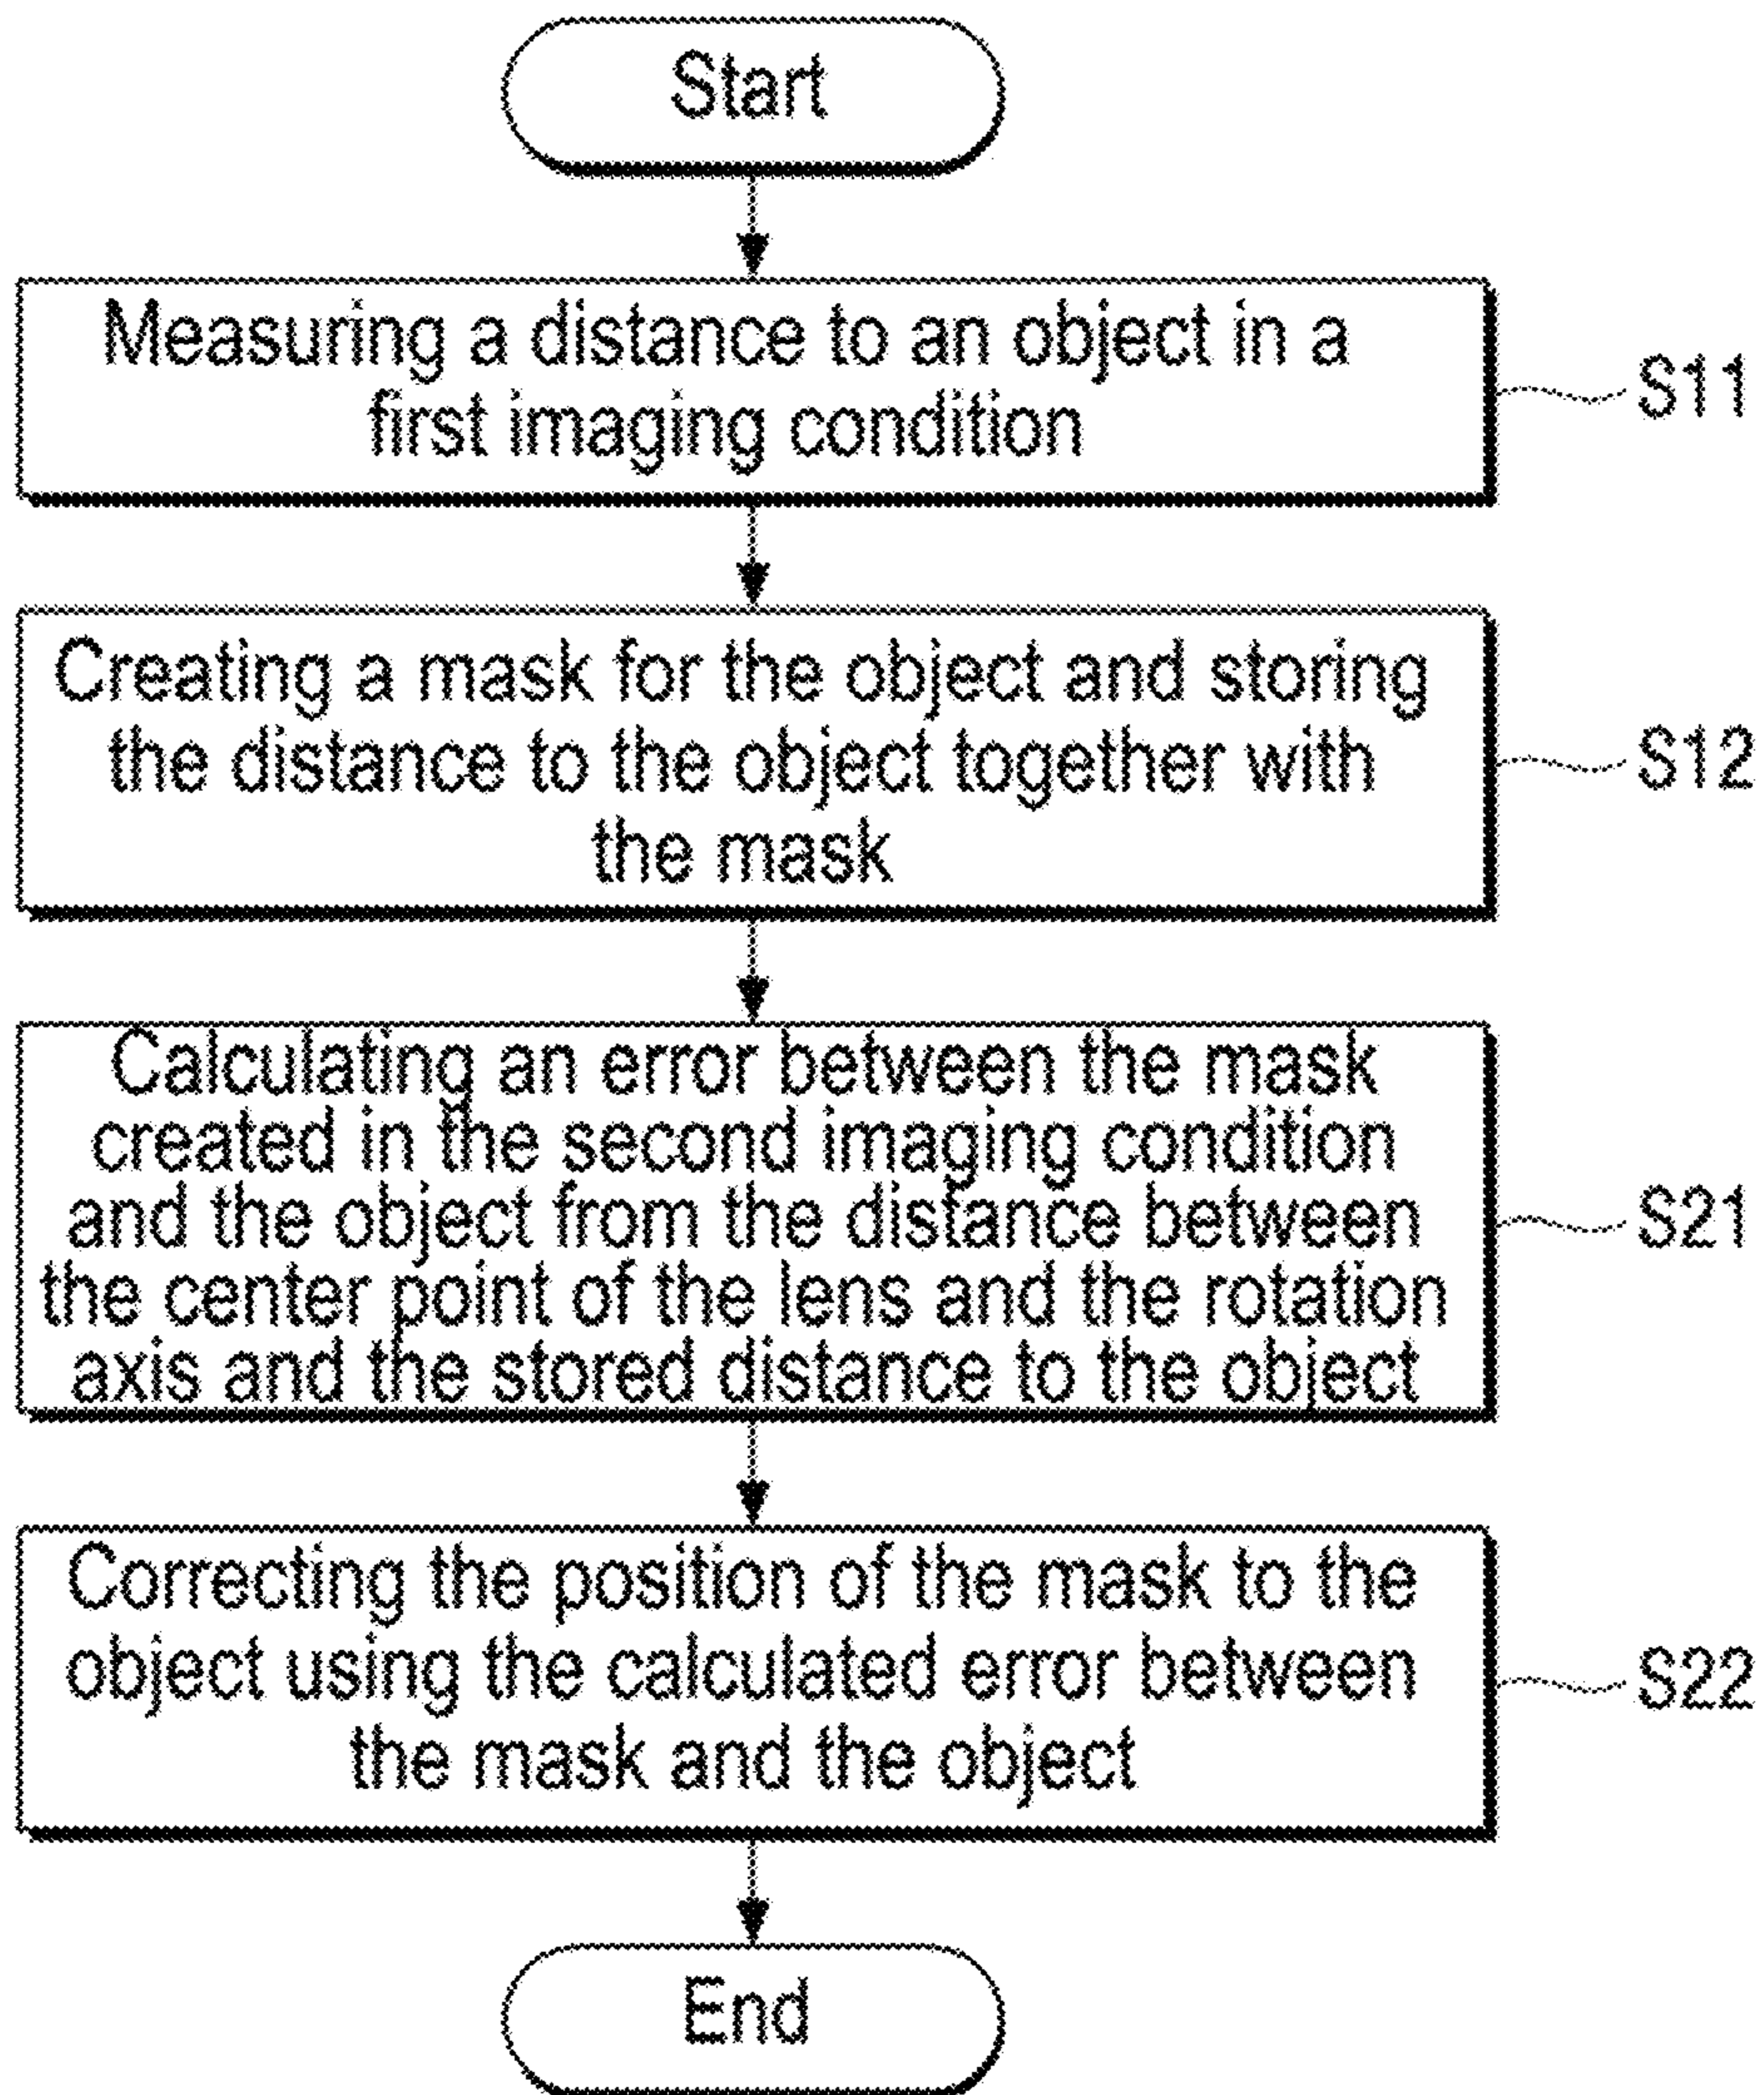 Start
Measuring a distance to an object in a
first imaging condition
S11
Creating a mask for the object and storing
the distance to the object together with
the mask
S12
Calculating an error between the mask
created in the second imaging condition
and the object from the distance between
the center point of the lens and the rotation
axis and the stored distance to the object
S21
Correcting the position of the mask to the
object using the calculated error between
the mask and the object
S22
End